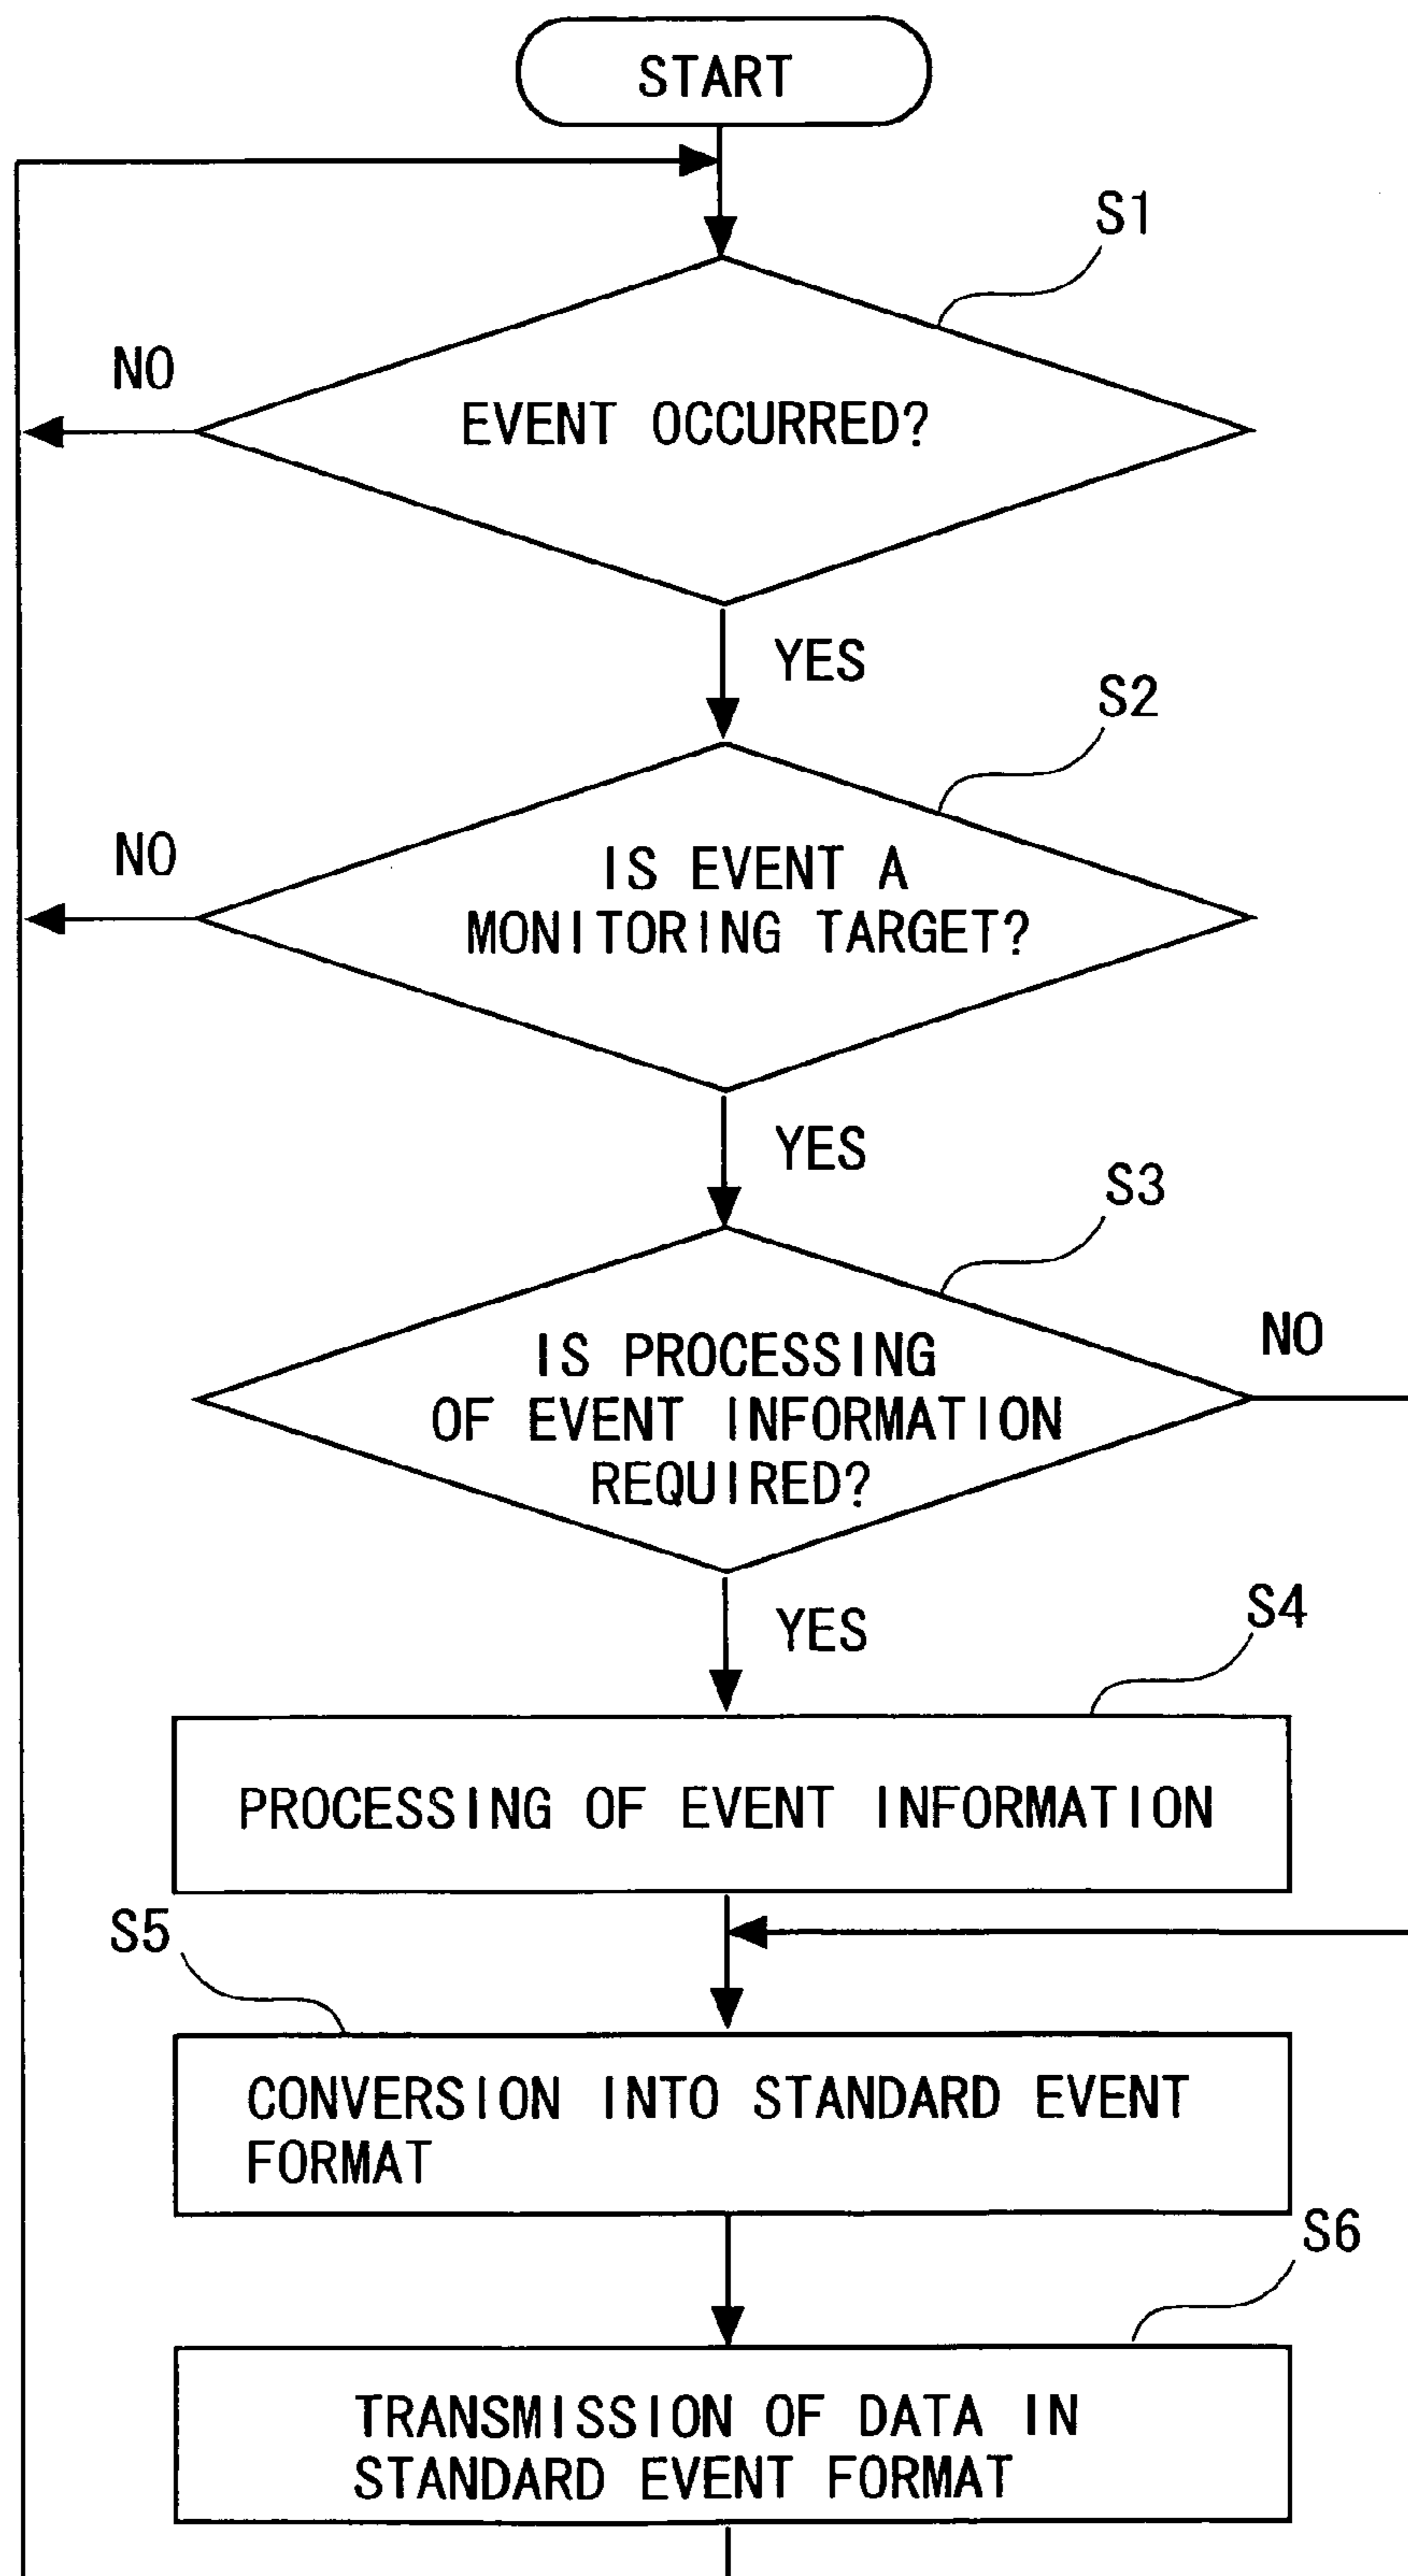 START
S1
NO
EVENT OCCURRED?
YES
S2
NO
IS EVENT A
MONITORING TARGET?
YES
S3
NO
IS PROCESSING
OF EVENT INFORMATION
REQUIRED?
YES
S4
PROCESSING OF EVENT INFORMATION
S5
CONVERSION INTO STANDARD EVENT
FORMAT
S6
TRANSMISSION OF DATA IN
STANDARD EVENT FORMAT